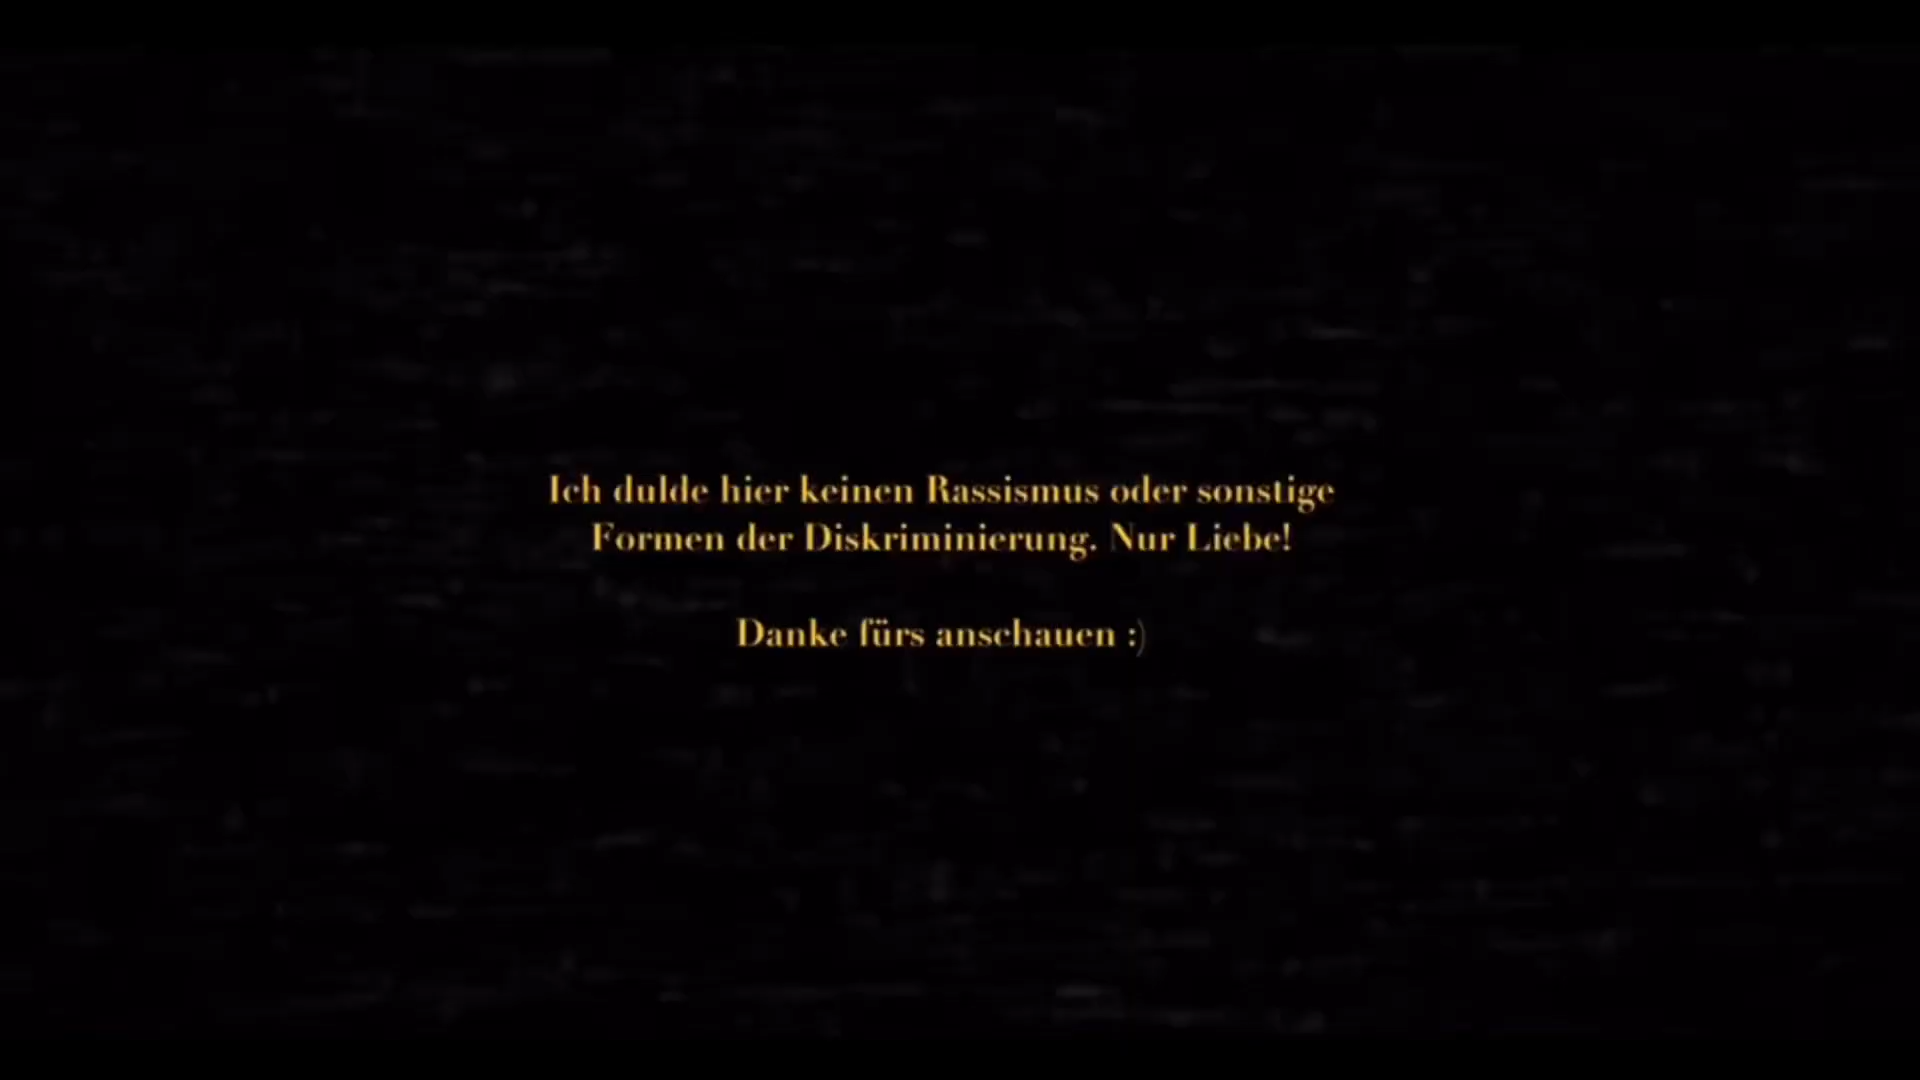 Ich dulde hier keinen Rassismus oder sonstige
Formen der Diskriminierung. Nur Liebe!
Danke fürs anschauen :)